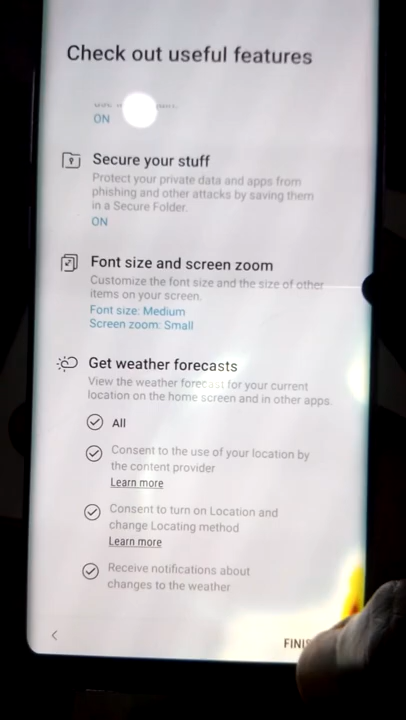 Check out useful features
ON
Secure your stuff
Protect your private data and apps from
phishing and other attacks by saving them
in a Secure Folder.
ON
Font size and screen zoom
Customize the font size and the size of other
items on your screen.
Font size: Medium
Screen zoom: Small
Get weather forecasts
View the weather forecast for your current
location on the home screen and in other apps.
All
Consent to the use of your location by
the content provider
Learn more
Consent to turn on Location and
change Locating method
Learn more
Receive notifications about
changes to the weather